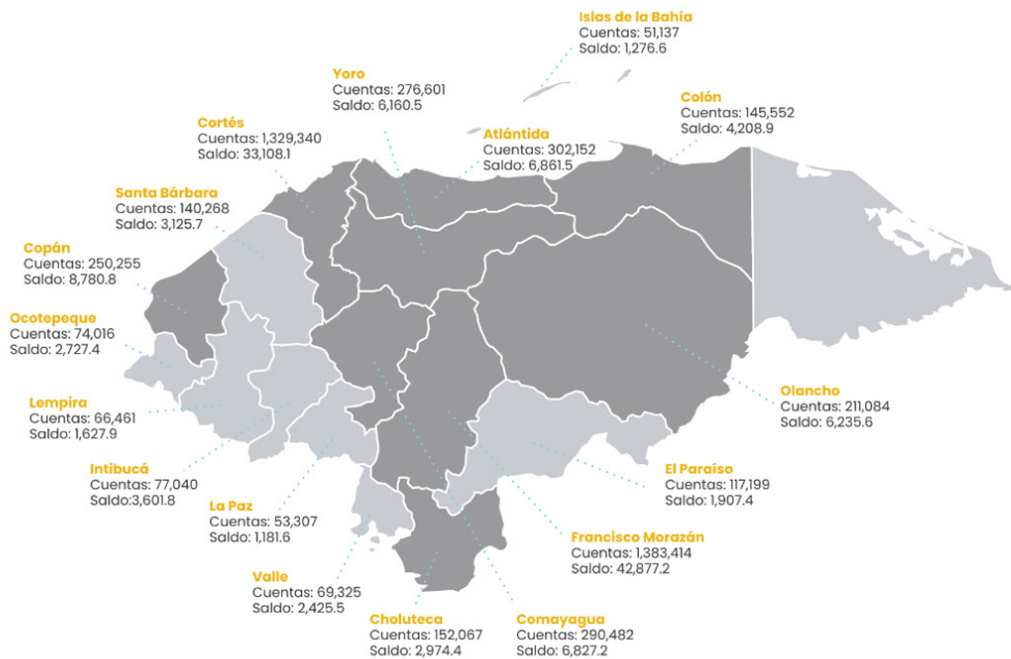 Islas de la Bahía
Cuentas: 51,137
Saldo: 1,276.6
Yoro
Cuentas: 276,601
Saldo: 6,160.5
Colón
Cuentas: 145,552
Saldo: 4,208.9
Cortés
Cuentas: 1,329,340
Saldo: 33,108.1
Atlántida
Cuentas: 302,152
Saldo: 6,861.5
Santa Bárbara
Cuentas: 140,268
Saldo: 3,125.7
Copán
Cuentas: 250,255
Saldo: 8,780.8
Ocotepeque
Cuentas: 74,016
Saldo: 2,727.4
Lempira
Cuentas: 66,461
Saldo: 1,627.9
Olancho
Cuentas: 211,084
Saldo: 6,235.6
Intibucá
Cuentas: 77,040
Saldo:3,601.8
El Paraíso
Cuentas: 117,199
Saldo: 1,907.4
La Paz
Cuentas: 53,307
Saldo: 1,181.6
Francisco Morazán
Cuentas: 1,383,414
Saldo: 42,877.2
Valle
Cuentas: 69,325
Saldo: 2,425.5
Choluteca
Cuentas: 152,067
Saldo: 2,974.4
Comayagua
Cuentas: 290,482
Saldo: 6,827.2